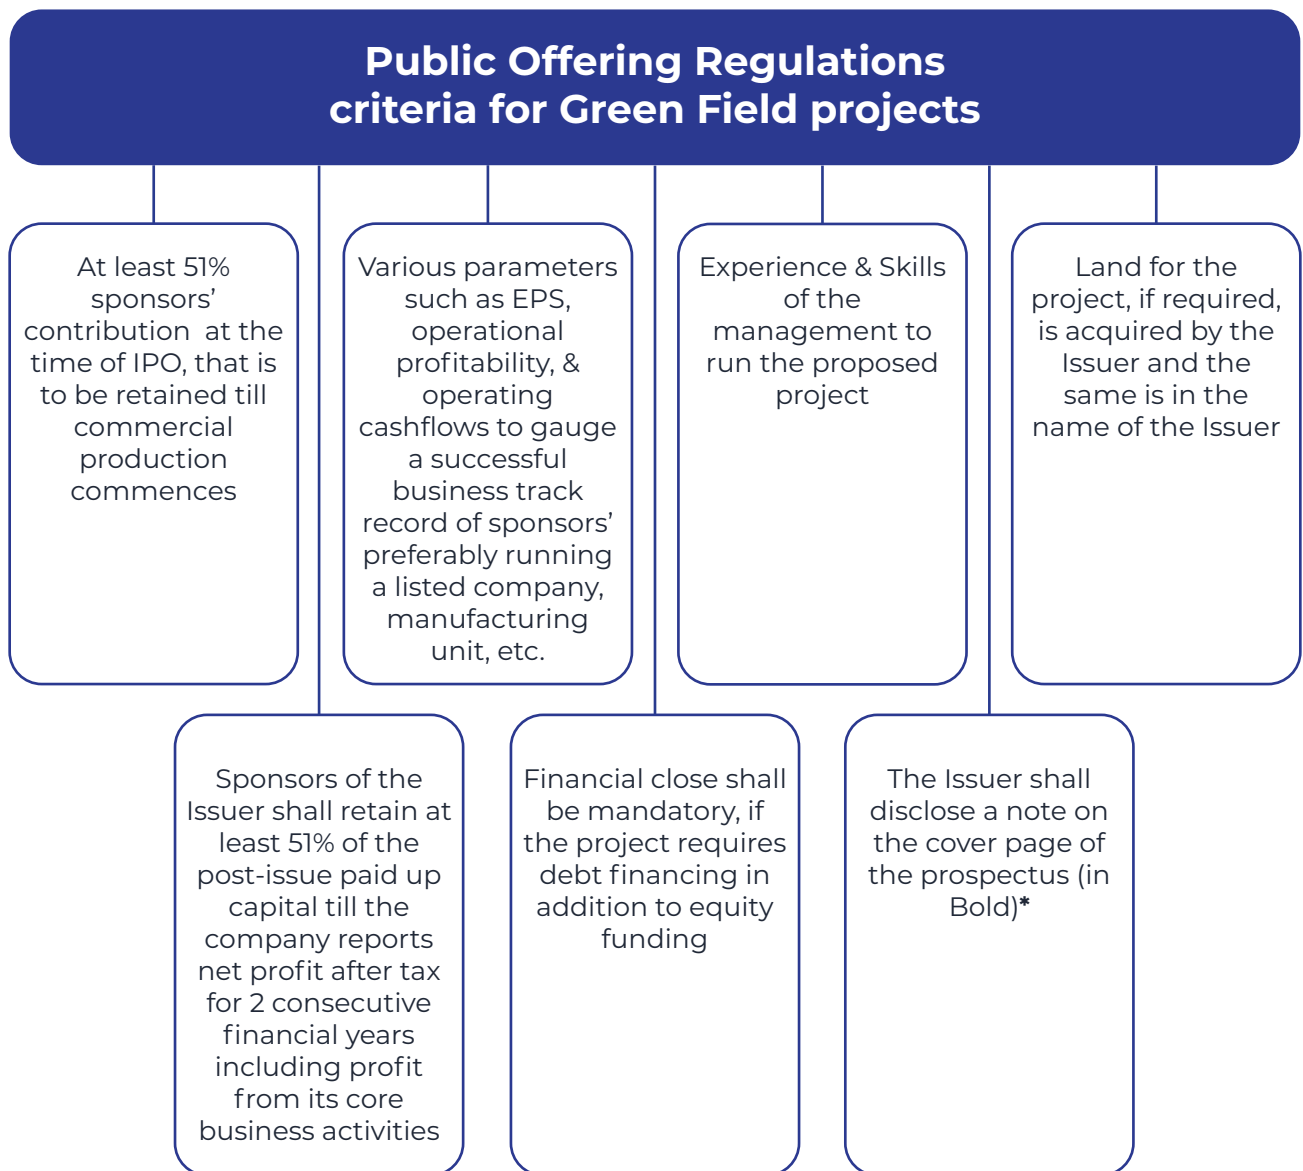 Public Offering Regulations
criteria for Green Field projects
At least 51%
sponsors’
contribution at the
time of IPO, that is
to be retained till
commercial
production
commences
Various parameters
such as EPS,
operational
profitability, &
operating
cashflows to gauge
a successful
business track
record of sponsors’
preferably running
a listed company,
manufacturing
unit, etc.
Experience & Skills
of the
management to
run the proposed
project
Land for the
project, if required,
is acquired by the
Issuer and the
same is in the
name of the Issuer
Sponsors of the
Issuer shall retain at
least 51% of the
post-issue paid up
capital till the
company reports
net profit after tax
for 2 consecutive
financial years
including profit
from its core
business activities
Financial close shall
be mandatory, if
the project requires
debt financing in
addition to equity
funding
The Issuer shall
disclose a note on
the cover page of
the prospectus (in
Bold)*